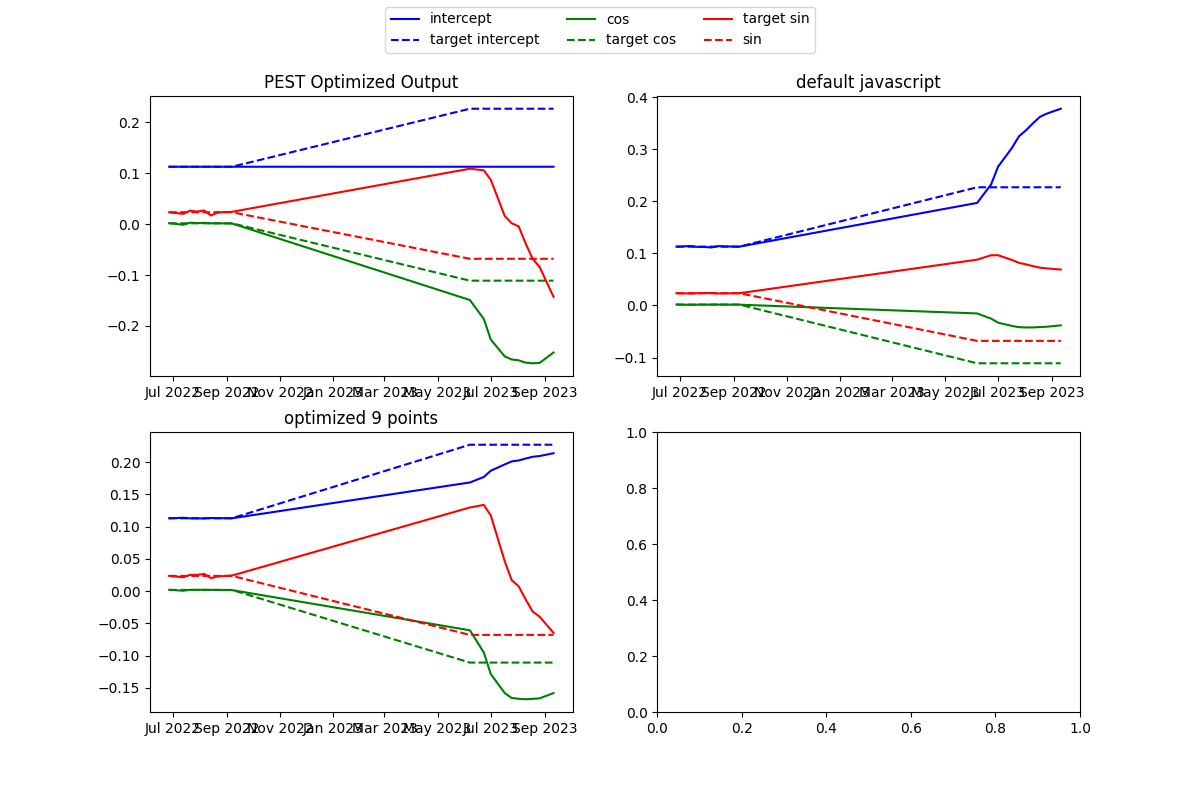 intercept cos target sin
target intercept target cos sin
PEST Optimized Output
0.2
0.1
0.0
−0.1
−0.2
Jul 2022 Sep 2022 Nov 2022 Jan 2023 Mar 2023 May 2023 Jul 2023 Sep 2023
default javascript
0.4
0.3
0.2
0.1
0.0
−0.1
Jul 2022 Sep 2022 Nov 2022 Jan 2023 Mar 2023 May 2023 Jul 2023 Sep 2023
optimized 9 points
0.20
0.15
0.10
0.05
0.00
−0.05
−0.10
−0.15
Jul 2022 Sep 2022 Nov 2022 Jan 2023 Mar 2023 May 2023 Jul 2023 Sep 2023
1.0
0.8
0.6
0.4
0.2
0.0
0.0 0.2 0.4 0.6 0.8 1.0